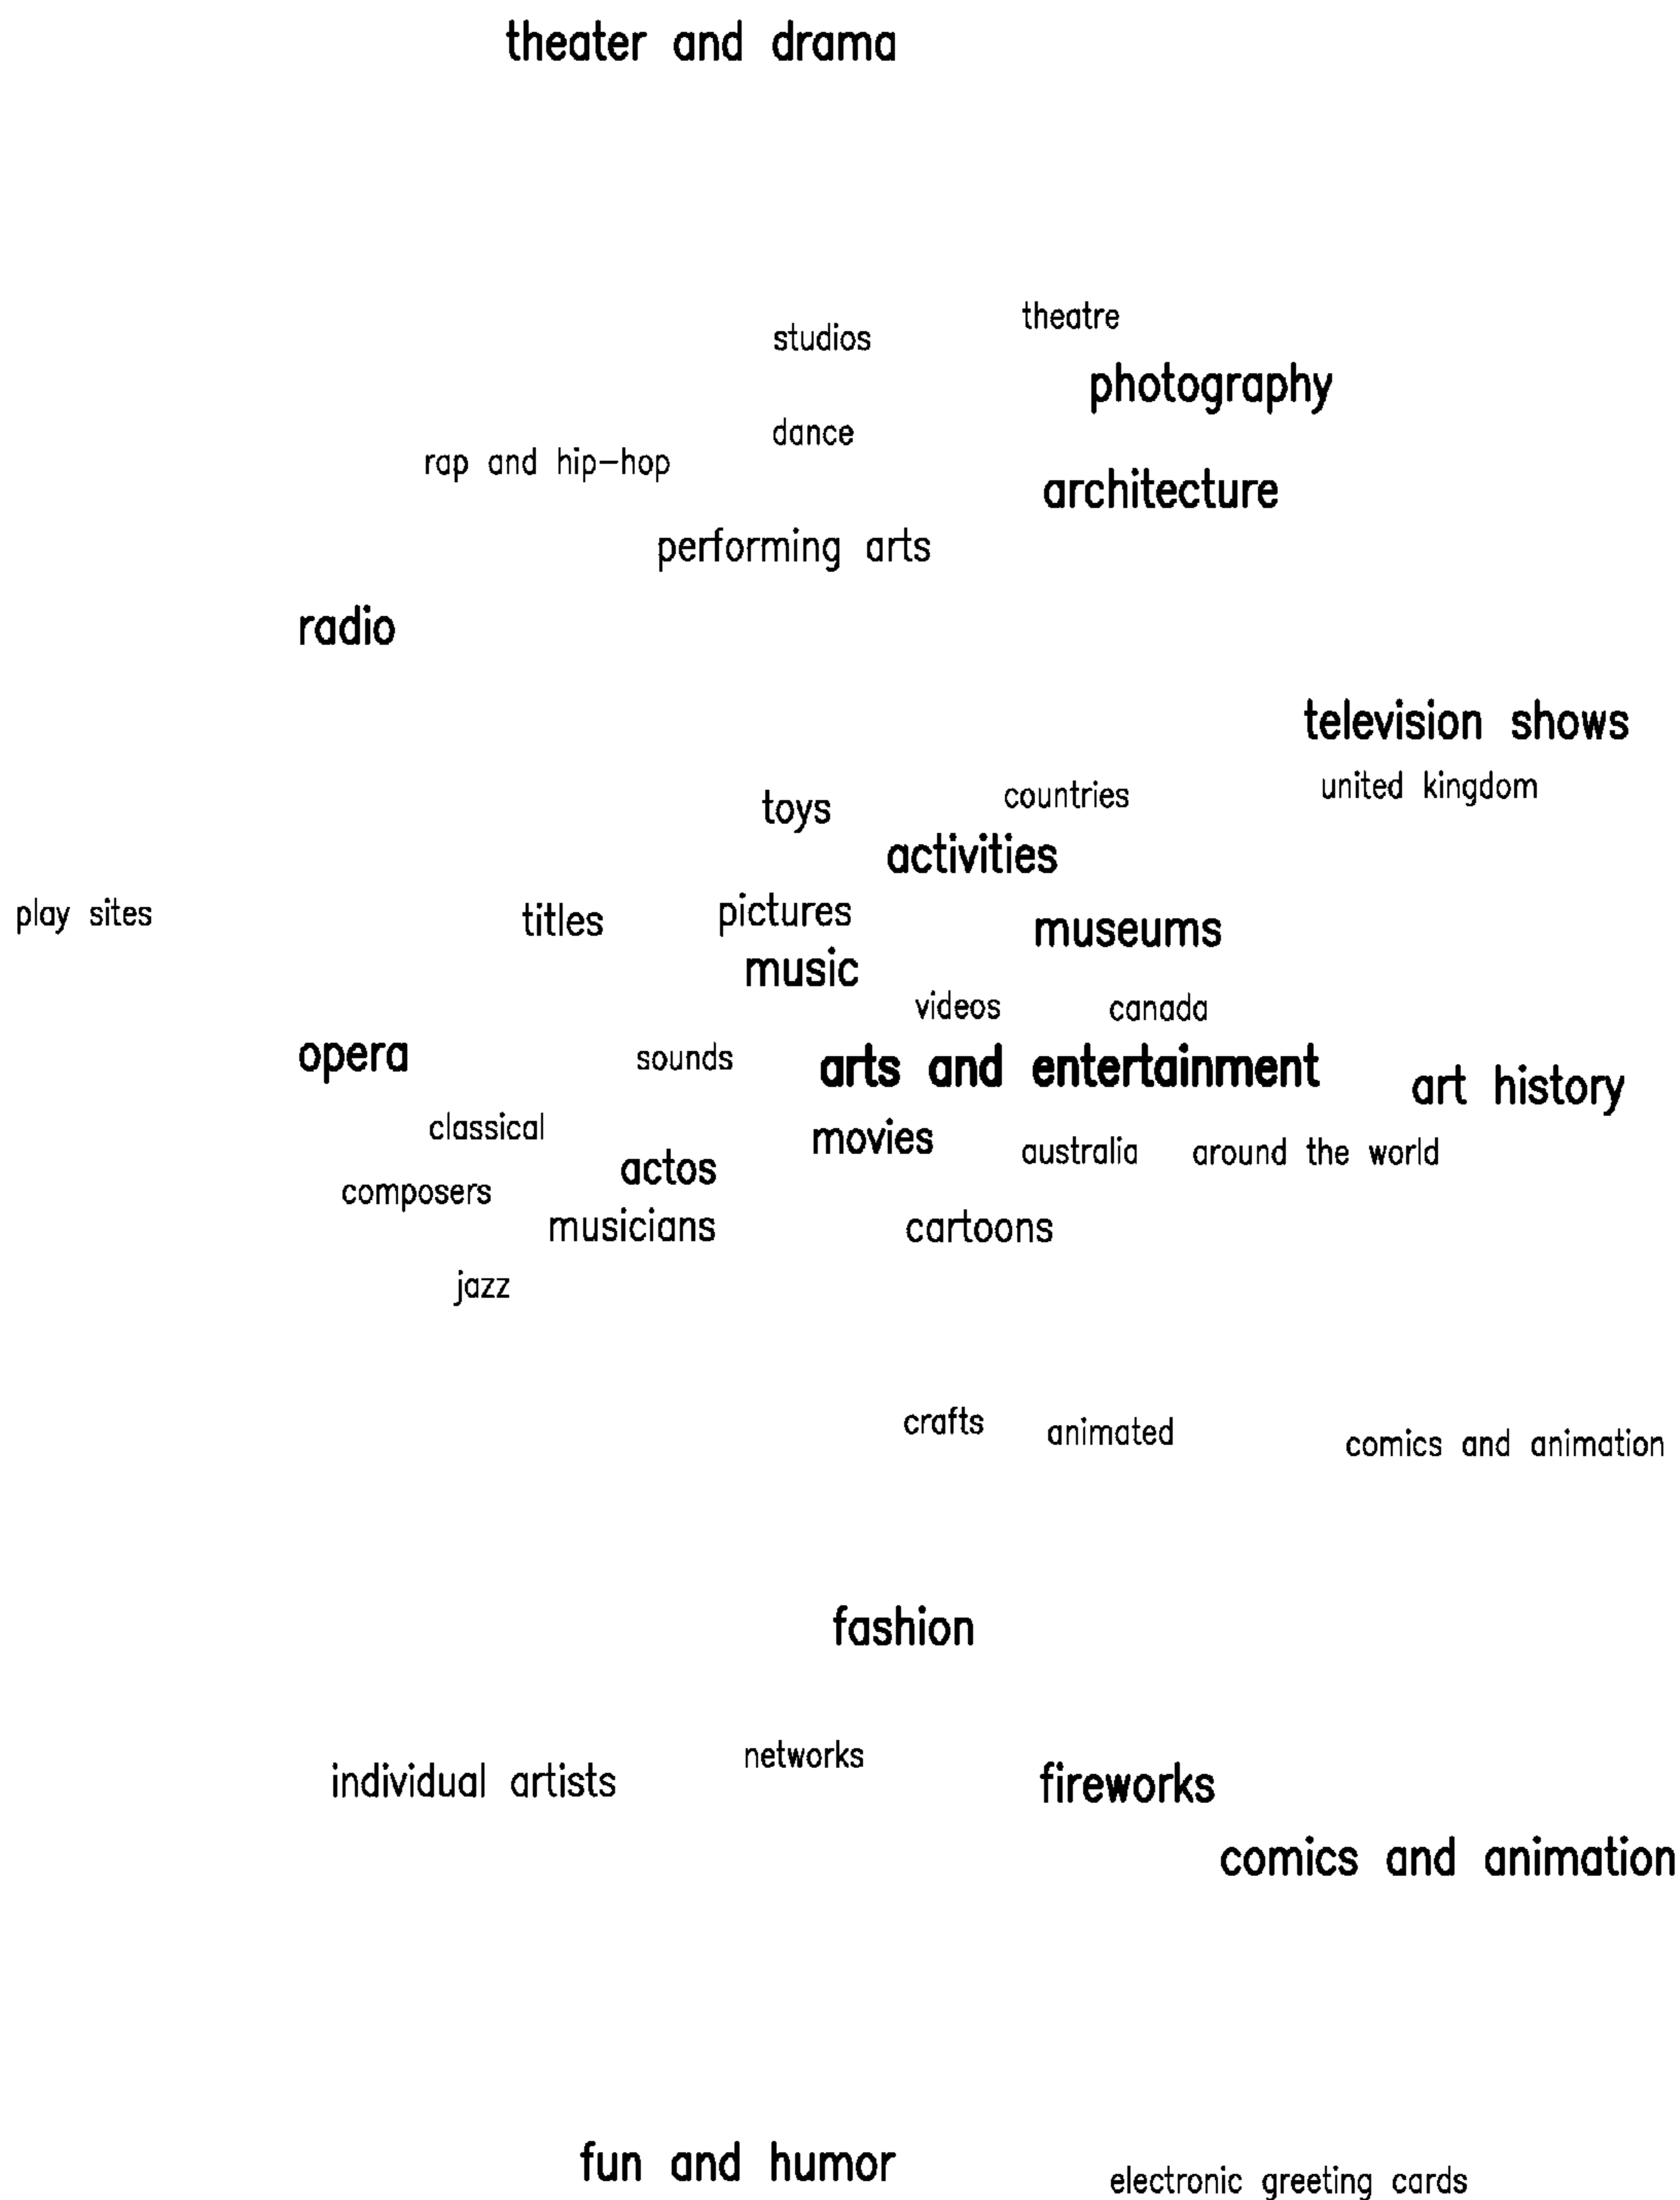 theater and drama
theatre
studios
photography
dance
rap and hip-hop
architecture
performing arts
radio
television shows
united kingdom
countries
toys
activities
play sites
titles
pictures
museums
music
videos
canada
opera
sounds
arts and entertainment
art history
classical
movies
australia
around the world
actos
composers
musicians
cartoons
jazz
crafts
animated
comics and animation
fashion
networks
individual artists
fireworks
comics and animation
fun and humor
electronic greeting cards